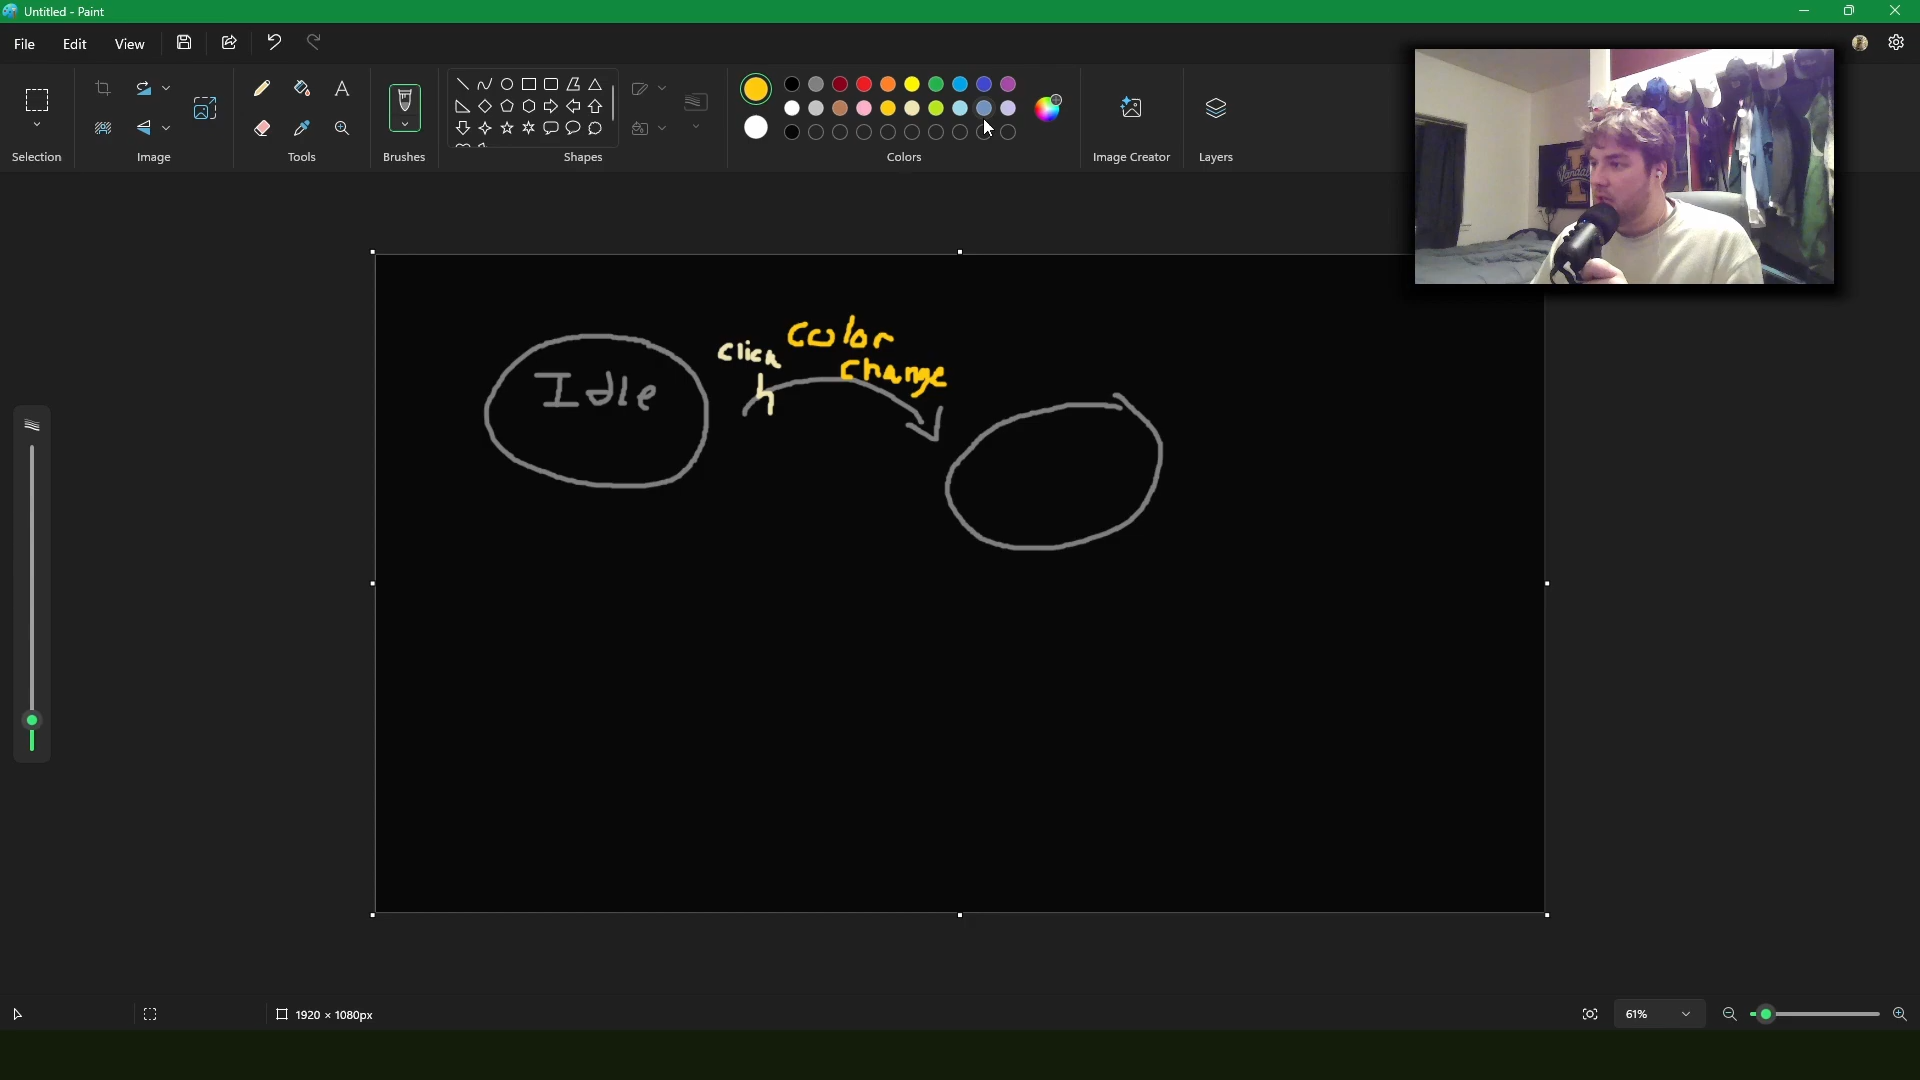 Untitled - Paint
File Edit View
Selection
Image
Tools
Brushes
Shapes
Colors
Image Creator
Layers
color
click
change
Idle
1920 × 1080px
61%